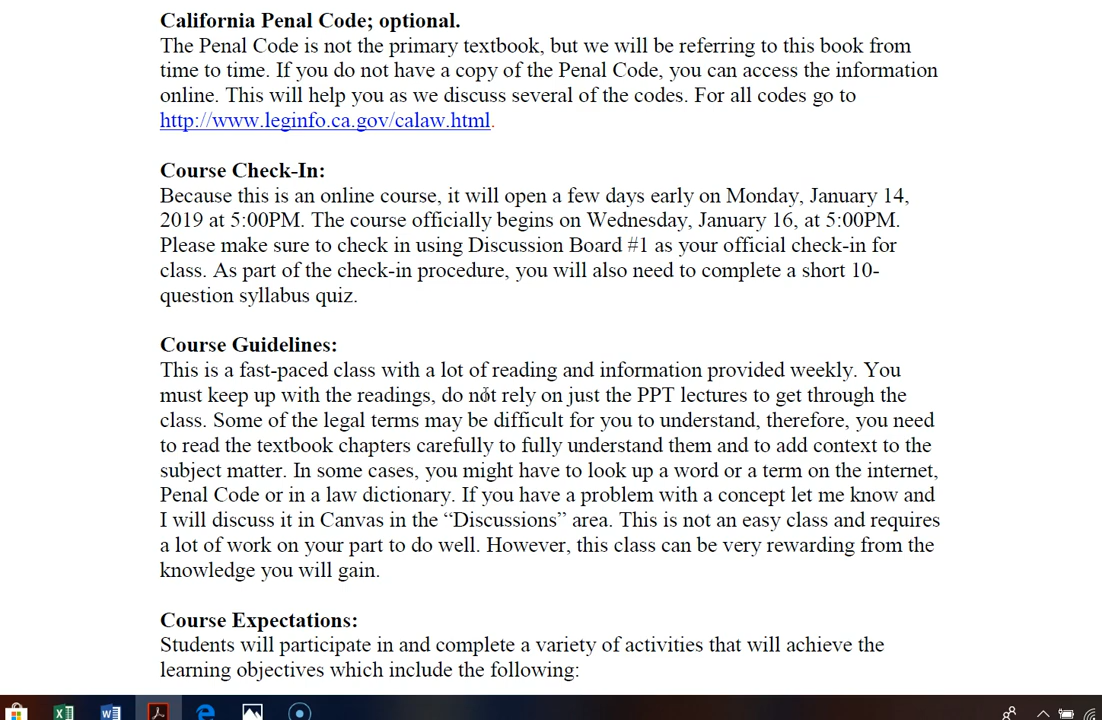 California Penal Code; optional.
The Penal Code is not the primary textbook, but we will be referring to this book from
time to time. If you do not have a copy of the Penal Code, you can access the information
online. This will help you as we discuss several of the codes. For all codes go to
http://www.leginfo.ca.gov/calaw.html.
Course Check-In:
Because this is an online course, it will open a few days early on Monday, January 14,
2019 at 5:00PM. The course officially begins on Wednesday, January 16, at 5:00PM.
Please make sure to check in using Discussion Board #1 as your official check-in for
class. As part of the check-in procedure, you will also need to complete a short 10-
question syllabus quiz.
Course Guidelines:
This is a fast-paced class with a lot of reading and information provided weekly. You
must keep up with the readings, do not rely on just the PPT lectures to get through the
class. Some of the legal terms may be difficult for you to understand, therefore, you need
to read the textbook chapters carefully to fully understand them and to add context to the
subject matter. In some cases, you might have to look up a word or a term on the internet,
Penal Code or in a law dictionary. If you have a problem with a concept let me know and
I will discuss it in Canvas in the “Discussions” area. This is not an easy class and requires
a lot of work on your part to do well. However, this class can be very rewarding from the
knowledge you will gain.
Course Expectations:
Students will participate in and complete a variety of activities that will achieve the
learning objectives which include the following: